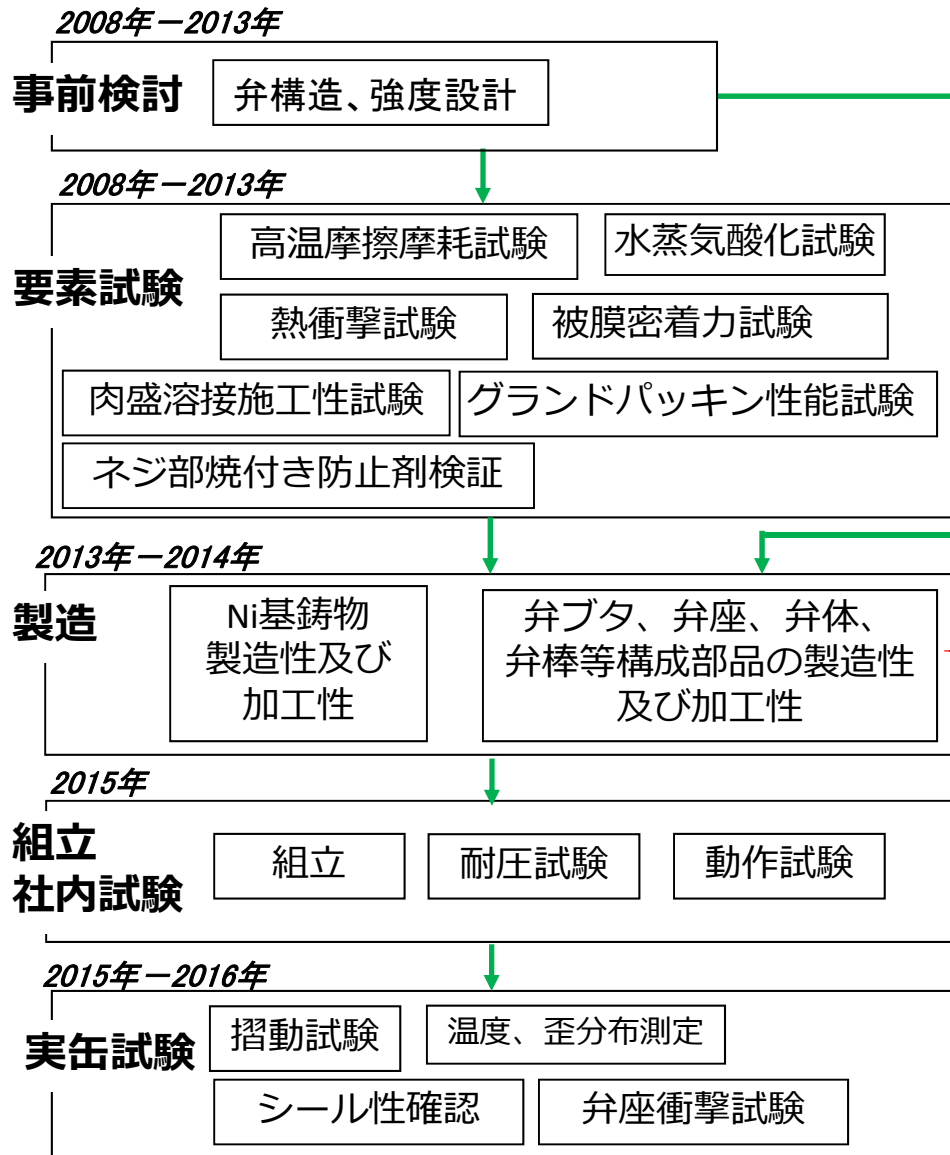 2008年－2013年
事前検討
弁構造、強度設計
2008年－2013年
要素試験
高温摩擦摩耗試験
水蒸気酸化試験
熱衝撃試験
被膜密着力試験
肉盛溶接施工性試験
グランドパッキン性能試験
ネジ部焼付き防止剤検証
2013年－2014年
製造
Ni基鋳物
製造性及び
加工性
弁ブタ、弁座、弁体、
弁棒等構成部品の製造性
及び加工性
2015年
組立
社内試験
組立
耐圧試験
動作試験
2015年－2016年
実缶試験
摺動試験
温度、歪分布測定
シール性確認
弁座衝撃試験